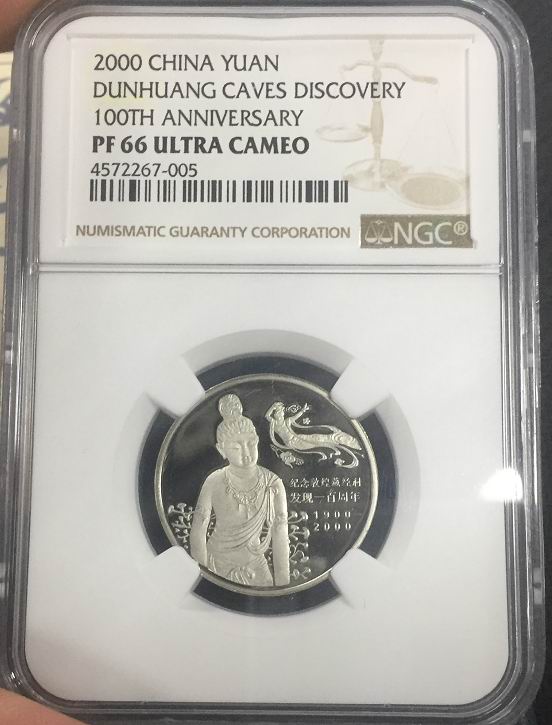 2000 CHINA YUAN
DUNHUANG CAVES DISCOVERY
100TH ANNIVERSARY
PF 66 ULTRA CAMEO
4572267-005
NUMISMATIC GUARANTY CORPORATION NGC®
纪念敦煌藏经洞
发现一百周年
1900
2000